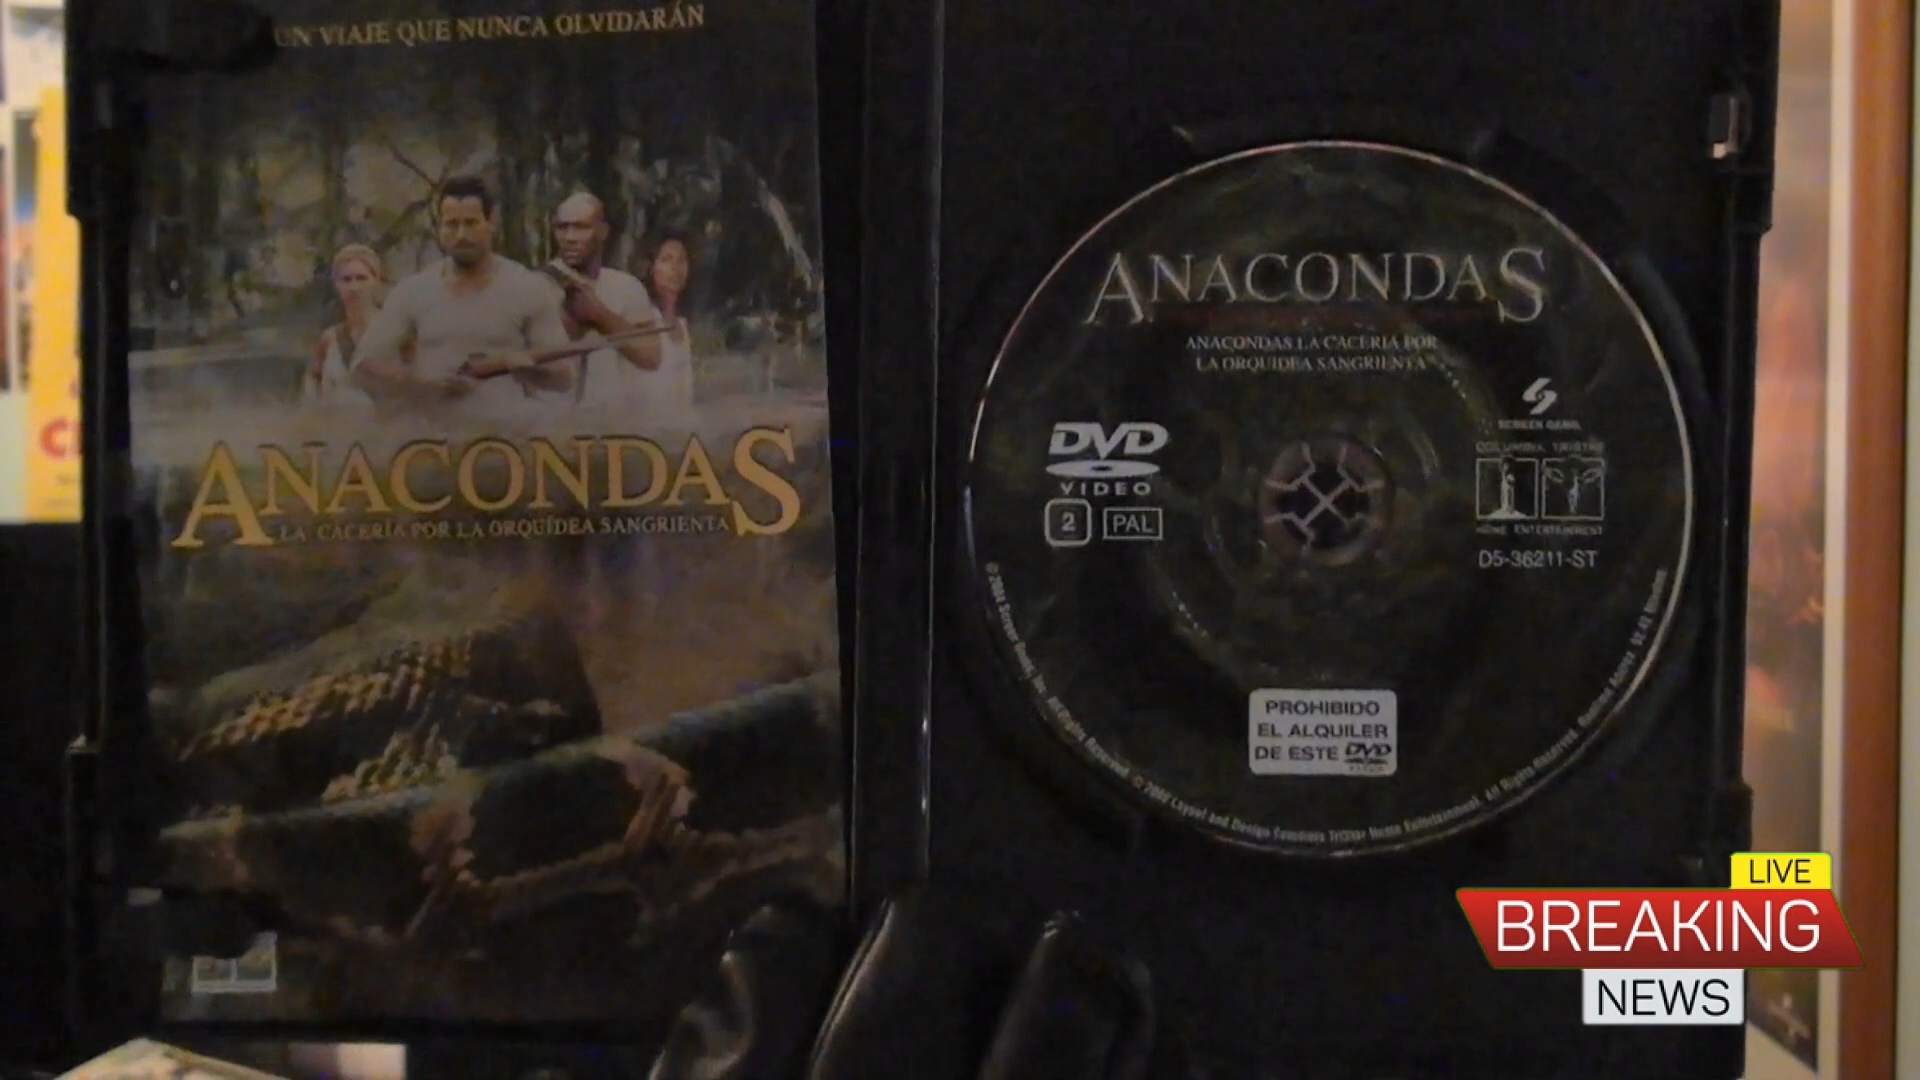 UN VIAJE QUE NUNCA OLVIDARÁN
ANACONDAS
LA CACERÍA POR LA ORQUÍDEA SANGRIENTA
ANACONDAS
ANACONDAS LA CACERÍA POR
LA ORQUÍDEA SANGRIENTA
DVD
VIDEO
2 PAL
SCREEN GEMS
COLUMBIA TRISTAR
HOME ENTERTAINMENT
D5-36211-ST
PROHIBIDO
EL ALQUILER
DE ESTE DVD
LIVE
BREAKING
NEWS